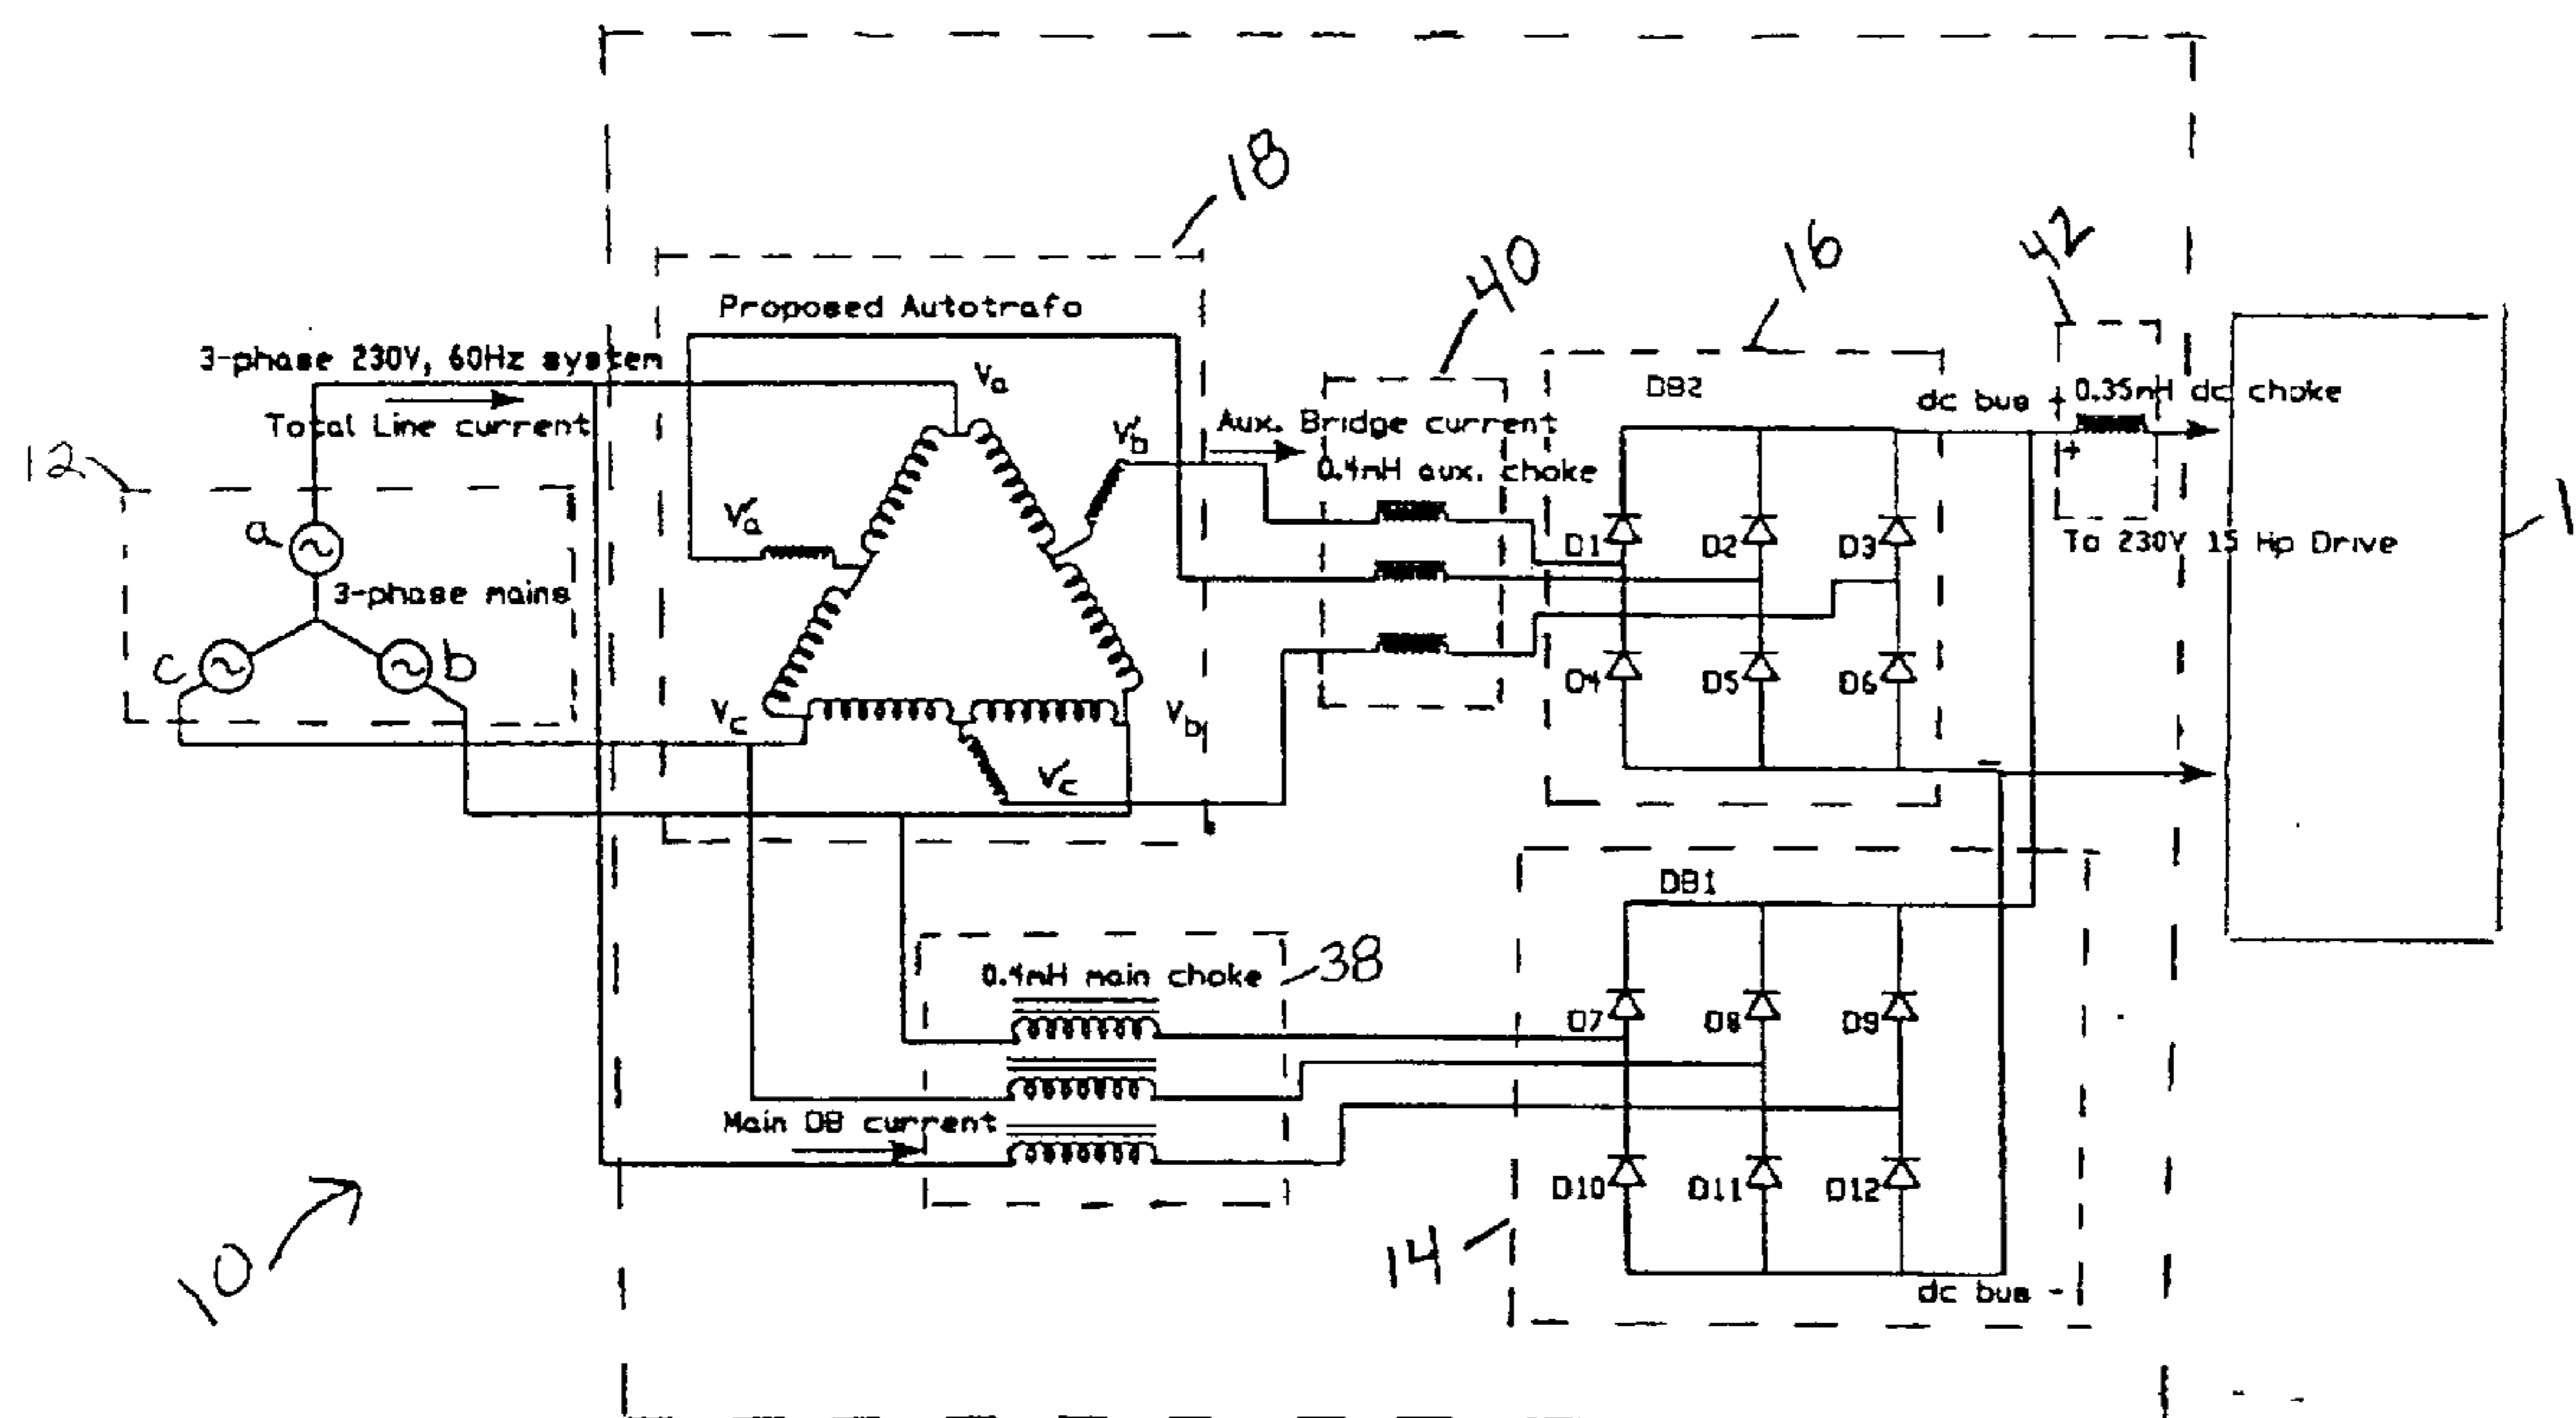 18
42
16
40
Proposed Autotrafo
3-phase 230V, 60Hz system
Total Line current
Va
V'b
Aux. Bridge current
0.4mH aux. choke
DB2
dc bus +
0.35mH dc choke
+
12
a
V'a
D1
D2
D3
To 230V 15 Hp Drive
1
3-phase mains
c
b
D4
D5
D6
Vc
Vb
V'c
-
DB1
0.4mH main choke
38
D7
D8
D9
Main DB current
D10
D11
D12
14
10
dc bus -